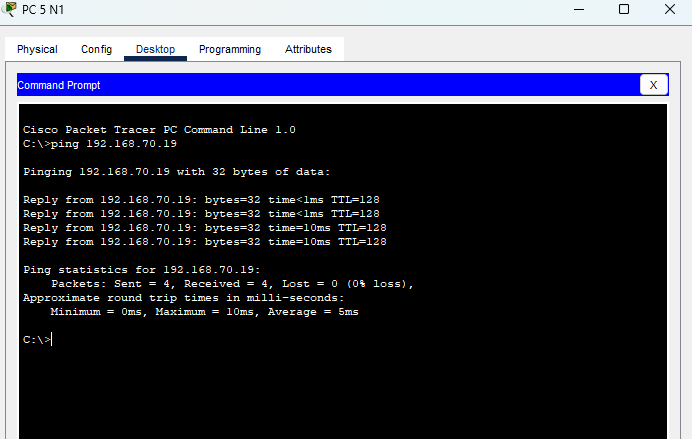 PC 5 N1
Physical Config Desktop Programming Attributes
Command Prompt X
Cisco Packet Tracer PC Command Line 1.0
C:\>ping 192.168.70.19
Pinging 192.168.70.19 with 32 bytes of data:
Reply from 192.168.70.19: bytes=32 time<1ms TTL=128
Reply from 192.168.70.19: bytes=32 time<1ms TTL=128
Reply from 192.168.70.19: bytes=32 time=10ms TTL=128
Reply from 192.168.70.19: bytes=32 time=10ms TTL=128
Ping statistics for 192.168.70.19:
Packets: Sent = 4, Received = 4, Lost = 0 (0% loss),
Approximate round trip times in milli-seconds:
Minimum = 0ms, Maximum = 10ms, Average = 5ms
C:\>